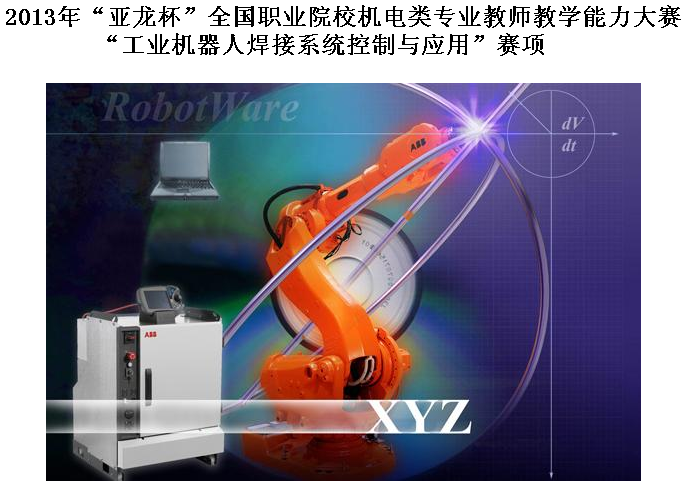 2013年“亚龙杯”全国职业院校机电类专业教师教学能力大赛
“工业机器人焊接系统控制与应用”赛项
RobotWare
dV
dt
ABB
ABB
XYZ